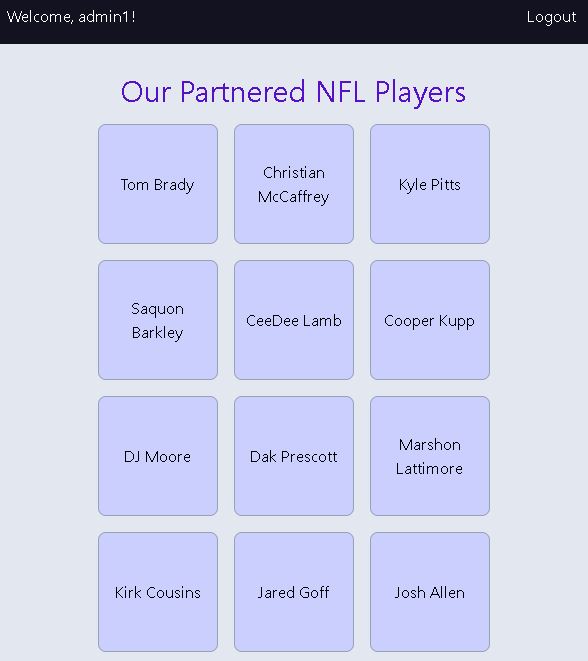 Welcome, admin1!
Logout
Our Partnered NFL Players
Tom Brady
Christian
McCaffrey
Kyle Pitts
Saquon
Barkley
CeeDee Lamb
Cooper Kupp
DJ Moore
Dak Prescott
Marshon
Lattimore
Kirk Cousins
Jared Goff
Josh Allen